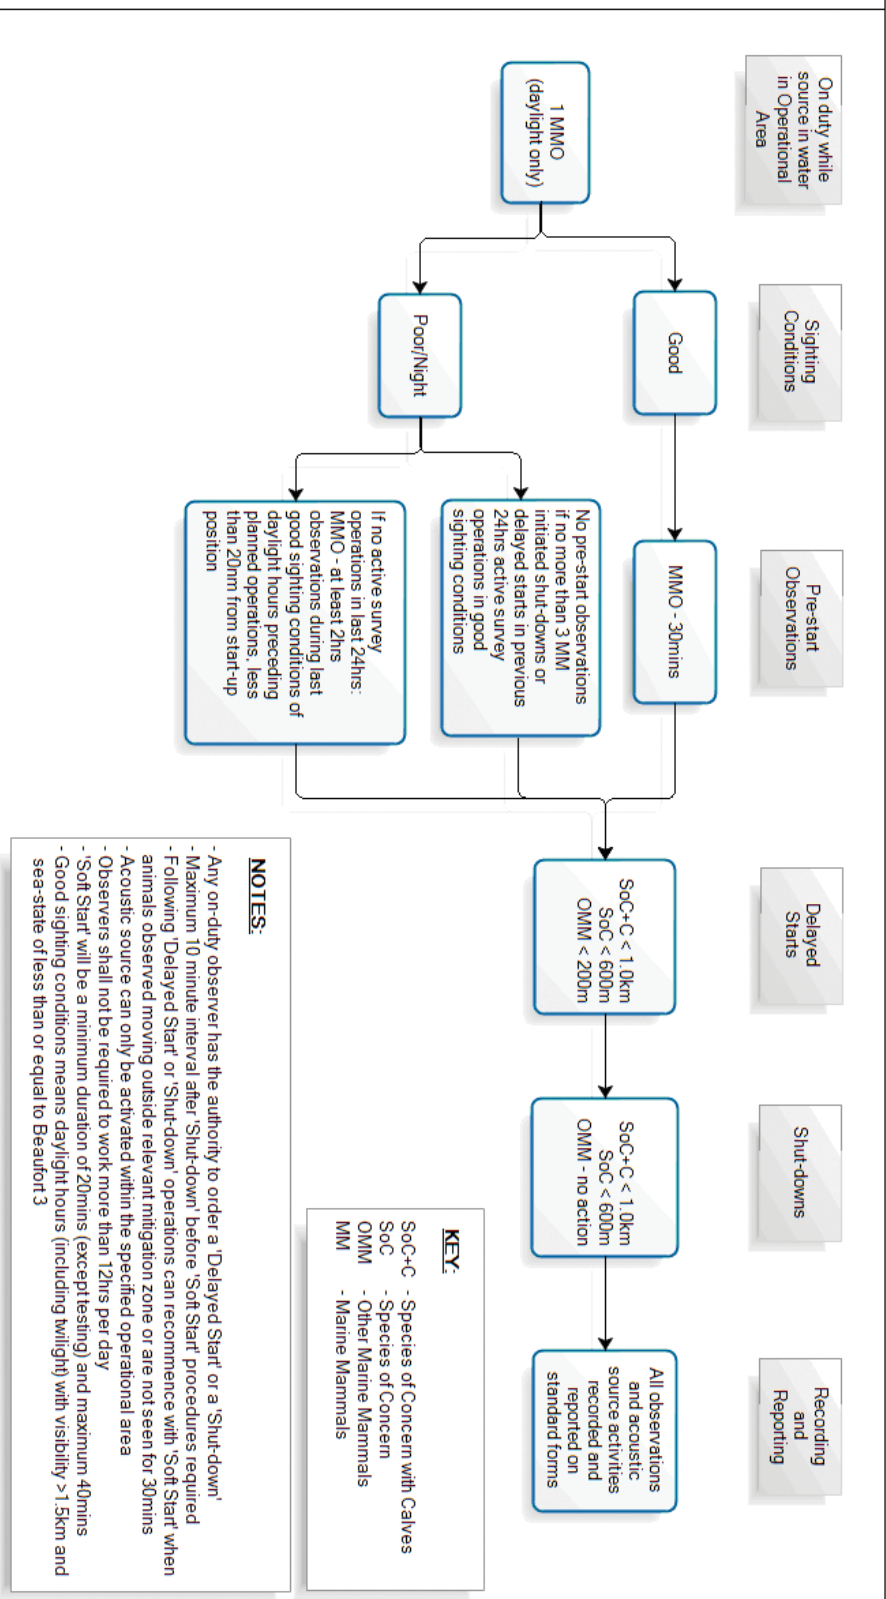 On duty while
source in water
in Operational
Area
Sighting
Conditions
Pre-start
Observations
Delayed
Starts
Shut-downs
Recording
and
Reporting
1 MMO
(daylight only)
Good
Poor/Night
MMO - 30mins
No pre-start observations
if no more than 3 MM
initiated shut-downs or
delayed starts in previous
24hrs active survey
operations in good
sighting conditions
If no active survey
operations in last 24hrs:
MMO - at least 2hrs
observations during last
good sighting conditions of
daylight hours preceding
planned operations, less
than 20nm from start-up
position
SoC+C < 1.0km
SoC < 600m
OMM < 200m
SoC+C < 1.0km
SoC < 600m
OMM - no action
All observations
and acoustic
source activities
recorded and
reported on
standard forms
KEY:
SoC+C - Species of Concern with Calves
SoC - Species of Concern
OMM - Other Marine Mammals
MM - Marine Mammals
NOTES:
- Any on-duty observer has the authority to order a 'Delayed Start' or a 'Shut-down'
- Maximum 10 minute interval after 'Shut-down' before 'Soft Start' procedures required
- Following 'Delayed Start' or 'Shut-down' operations can recommence with 'Soft Start' when
animals observed moving outside relevant mitigation zone or are not seen for 30mins
- Acoustic source can only be activated within the specified operational area
- Observers shall not be required to work more than 12hrs per day
- 'Soft Start' will be a minimum duration of 20mins (except testing) and maximum 40mins
- Good sighting conditions means daylight hours (including twilight) with visibility >1.5km and
sea-state of less than or equal to Beaufort 3